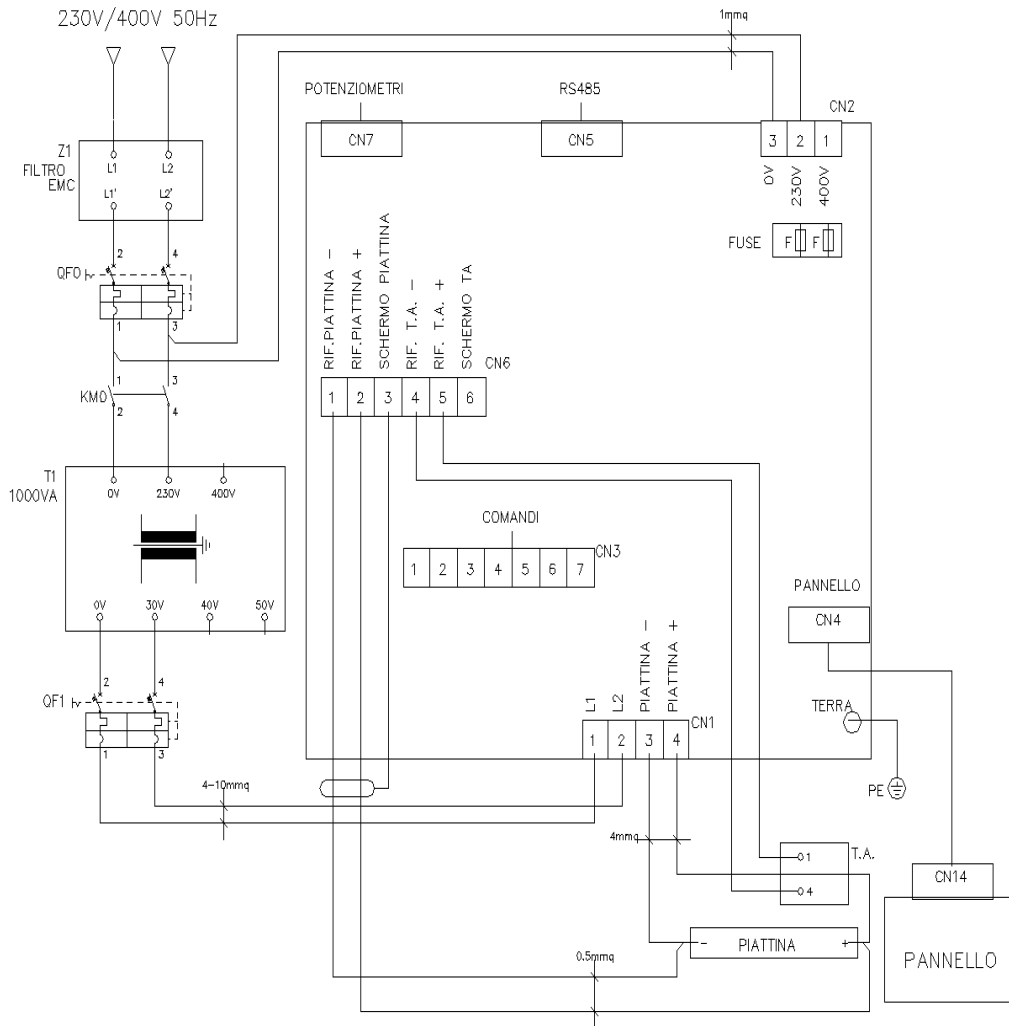 230V/400V 50Hz
1mmq
POTENZIOMETRI
RS485
CN2
CN7
CN5
3 2 1
0V
230V
400V
Z1
FILTRO
EMC
L1 L2
L1' L2'
FUSE
F F
QF0
2 4
1 3
RIF.PIATTINA -
RIF.PIATTINA +
SCHERMO PIATTINA
RIF. T.A. -
RIF. T.A. +
SCHERMO TA
CN6
1 2 3 4 5 6
KM0
1 3
2 4
T1
1000VA
0V 230V 400V
0V 30V 40V 50V
COMANDI
CN3
1 2 3 4 5 6 7
PANNELLO
CN4
QF1
2 4
1 3
L1
L2
PIATTINA -
PIATTINA +
CN1
1 2 3 4
TERRA
PE
4-10mmq
4mmq
T.A.
1
4
CN14
- PIATTINA +
0.5mmq
PANNELLO